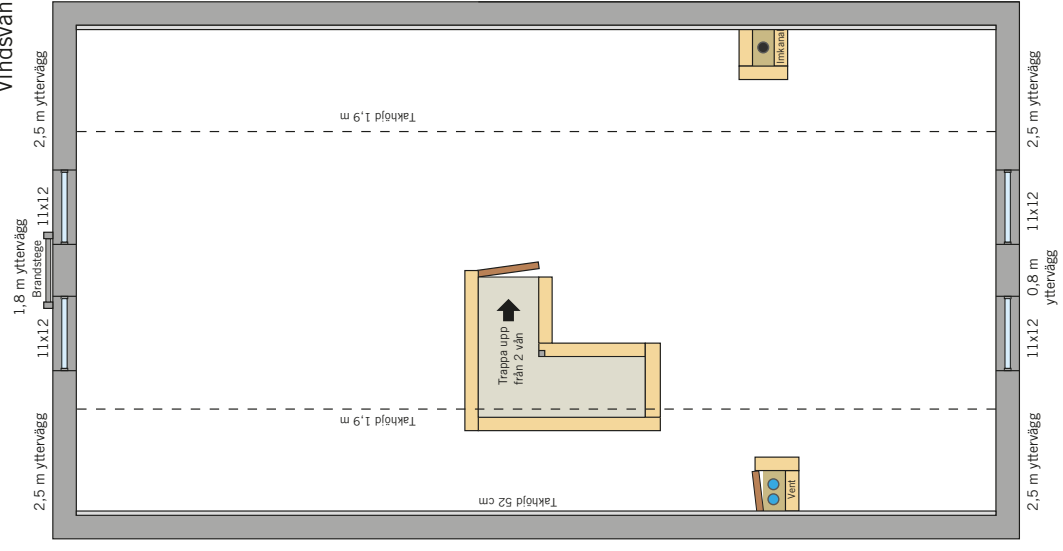 2,5 m yttervägg
11x12
1,8 m yttervägg
Brandstege
11x12
2,5 m yttervägg
Takhöjd 1,9 m
Imkanal
Trappa upp
från 2 vån
Takhöjd 1,9 m
Takhöjd 52 cm
Vent
2,5 m yttervägg
11x12
0,8 m
yttervägg
11x12
2,5 m yttervägg